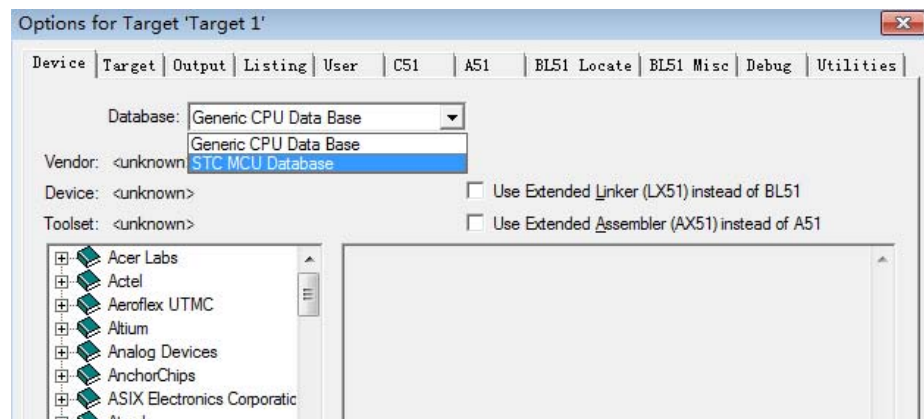 Options for Target 'Target 1'
Device Target Output Listing User C51 A51 BL51 Locate BL51 Misc Debug Utilities
Database: Generic CPU Data Base
Generic CPU Data Base
Vendor: <unknown STC MCU Database
Device: <unknown> Use Extended Linker (LX51) instead of BL51
Toolset: <unknown> Use Extended Assembler (AX51) instead of A51
Acer Labs
Actel
Aeroflex UTMC
Altium
Analog Devices
AnchorChips
ASIX Electronics Corporatic